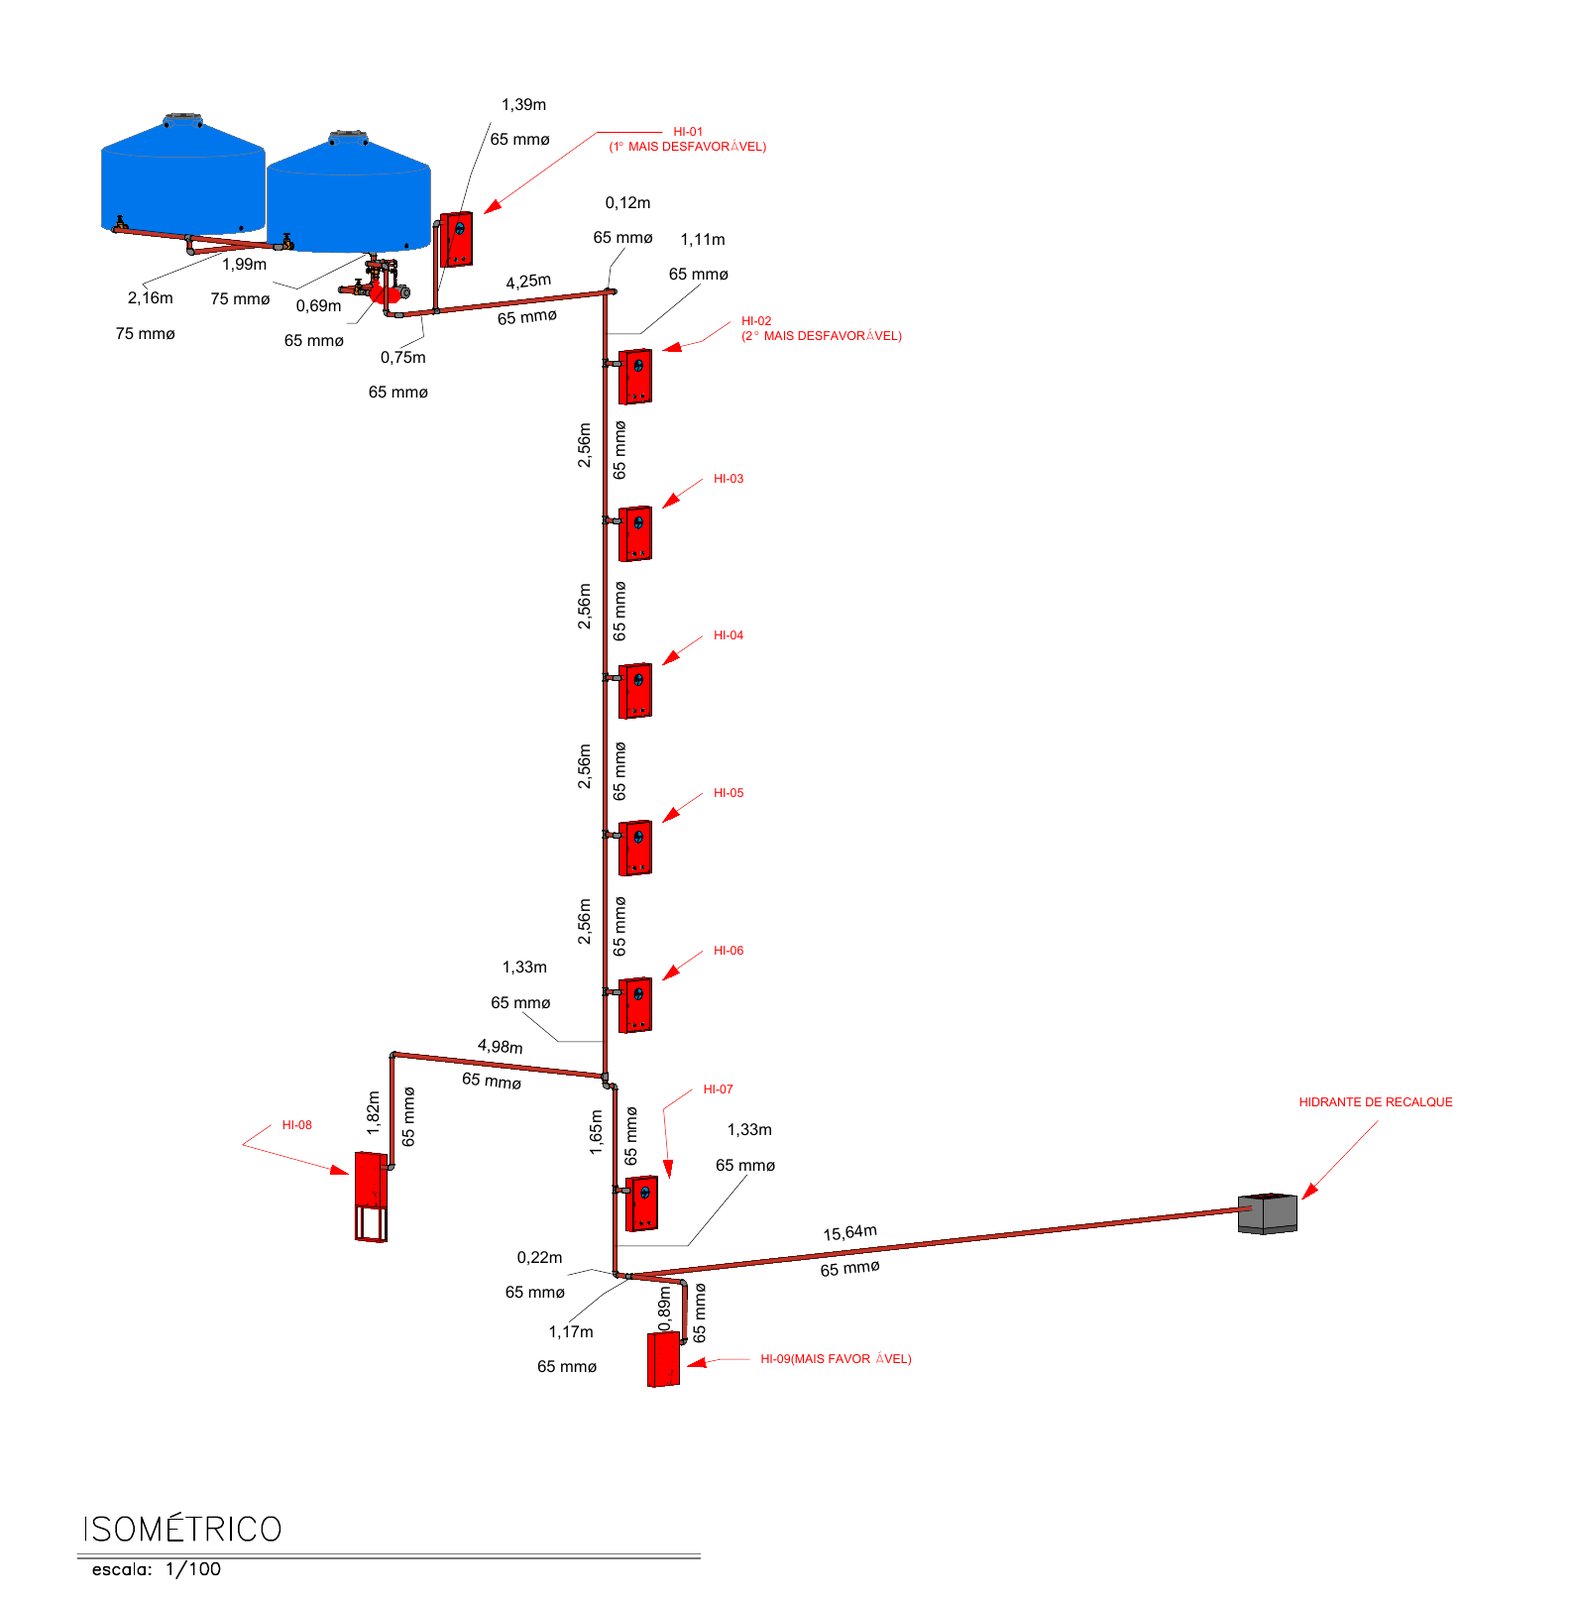 1,39m
65 mmø
HI-01
(1° MAIS DESFAVORÁVEL)
0,12m
65 mmø
1,11m
65 mmø
1,99m
75 mmø
2,16m
75 mmø
0,69m
65 mmø
4,25m
65 mmø
0,75m
65 mmø
HI-02
(2° MAIS DESFAVORÁVEL)
2,56m
65 mmø
HI-03
2,56m
65 mmø
HI-04
2,56m
65 mmø
HI-05
2,56m
65 mmø
HI-06
1,33m
65 mmø
4,98m
65 mmø
1,82m
65 mmø
HI-08
1,65m
65 mmø
HI-07
1,33m
65 mmø
HIDRANTE DE RECALQUE
15,64m
65 mmø
0,22m
65 mmø
0,89m
65 mmø
1,17m
65 mmø
HI-09(MAIS FAVOR ÁVEL)
ISOMÉTRICO
escala: 1/100